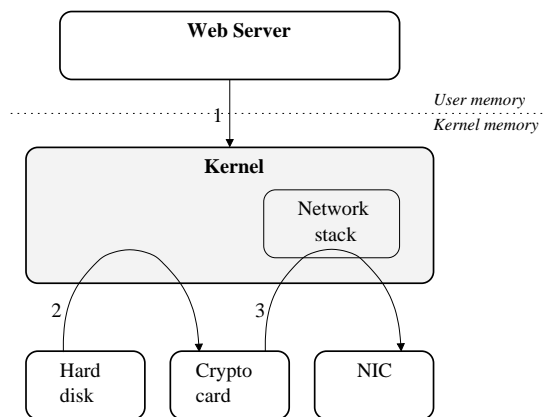 Web Server
1
User memory
Kernel memory
Kernel
Network
stack
2
3
Hard
disk
Crypto
card
NIC